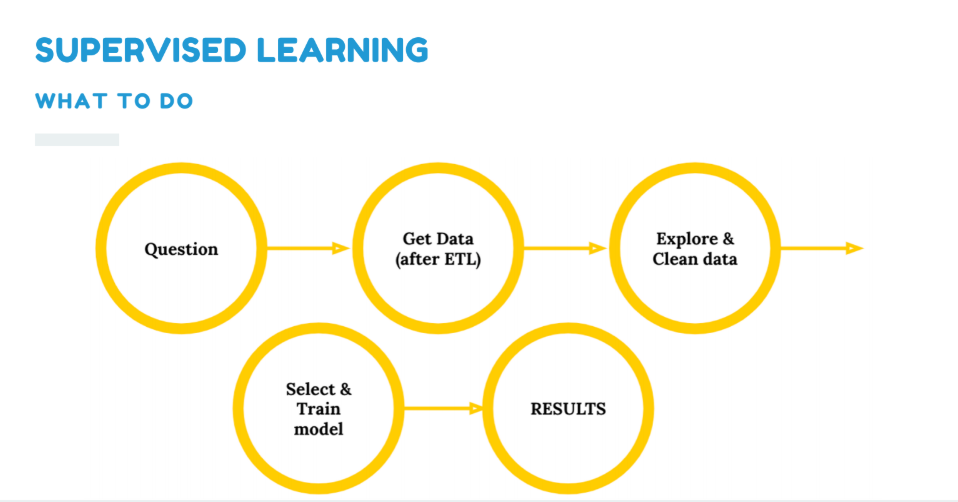 SUPERVISED LEARNING
WHAT TO DO
Question
Get Data
(after ETL)
Explore &
Clean data
Select &
Train
model
RESULTS